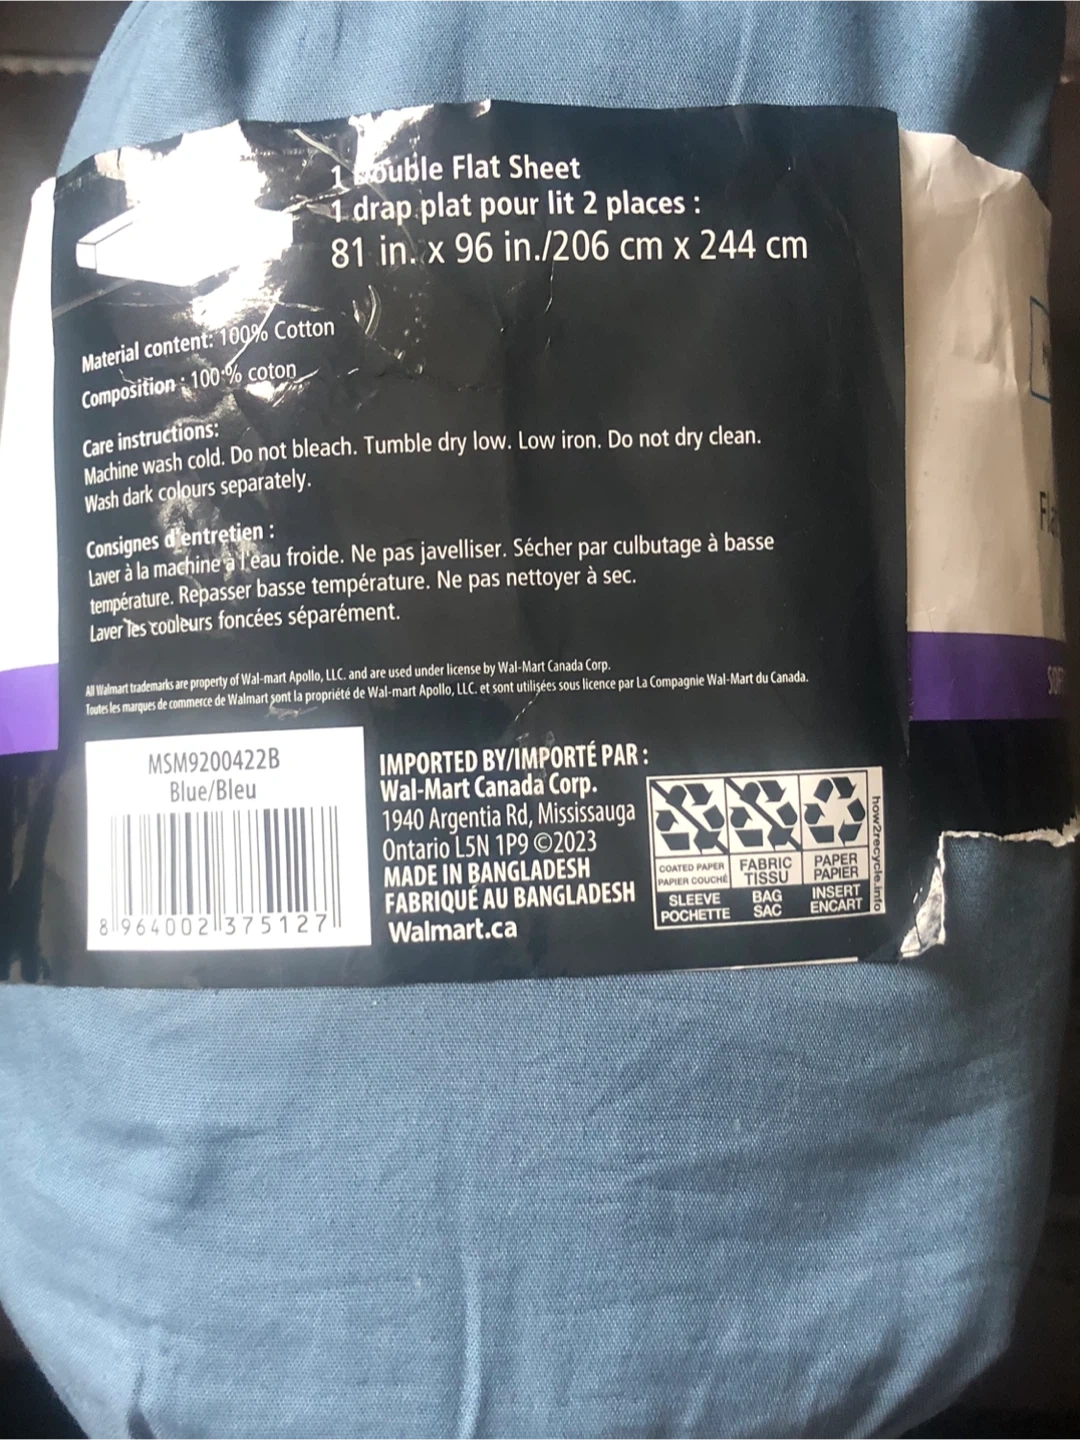 1 Double Flat Sheet
1 drap plat pour lit 2 places :
81 in. x 96 in./206 cm x 244 cm
Material content: 100% Cotton
Composition : 100 % coton
Care instructions:
Machine wash cold. Do not bleach. Tumble dry low. Low iron. Do not dry clean.
Wash dark colours separately.
Consignes d'entretien :
Laver à la machine à l'eau froide. Ne pas javelliser. Sécher par culbutage à basse
température. Repasser basse température. Ne pas nettoyer à sec.
Laver les couleurs foncées séparément.
All Walmart trademarks are property of Wal-mart Apollo, LLC. and are used under license by Wal-Mart Canada Corp.
Toutes les marques de commerce de Walmart sont la propriété de Wal-mart Apollo, LLC. et sont utilisées sous licence par La Compagnie Wal-Mart du Canada.
MSM9200422B
Blue/Bleu
8 964002 375127
IMPORTED BY/IMPORTÉ PAR :
Wal-Mart Canada Corp.
1940 Argentia Rd, Mississauga
Ontario L5N 1P9 ©2023
MADE IN BANGLADESH
FABRIQUÉ AU BANGLADESH
Walmart.ca
COATED PAPER
PAPIER COUCHÉ
SLEEVE
POCHETTE
FABRIC
TISSU
BAG
SAC
PAPER
PAPIER
INSERT
ENCART
how2recycle.info